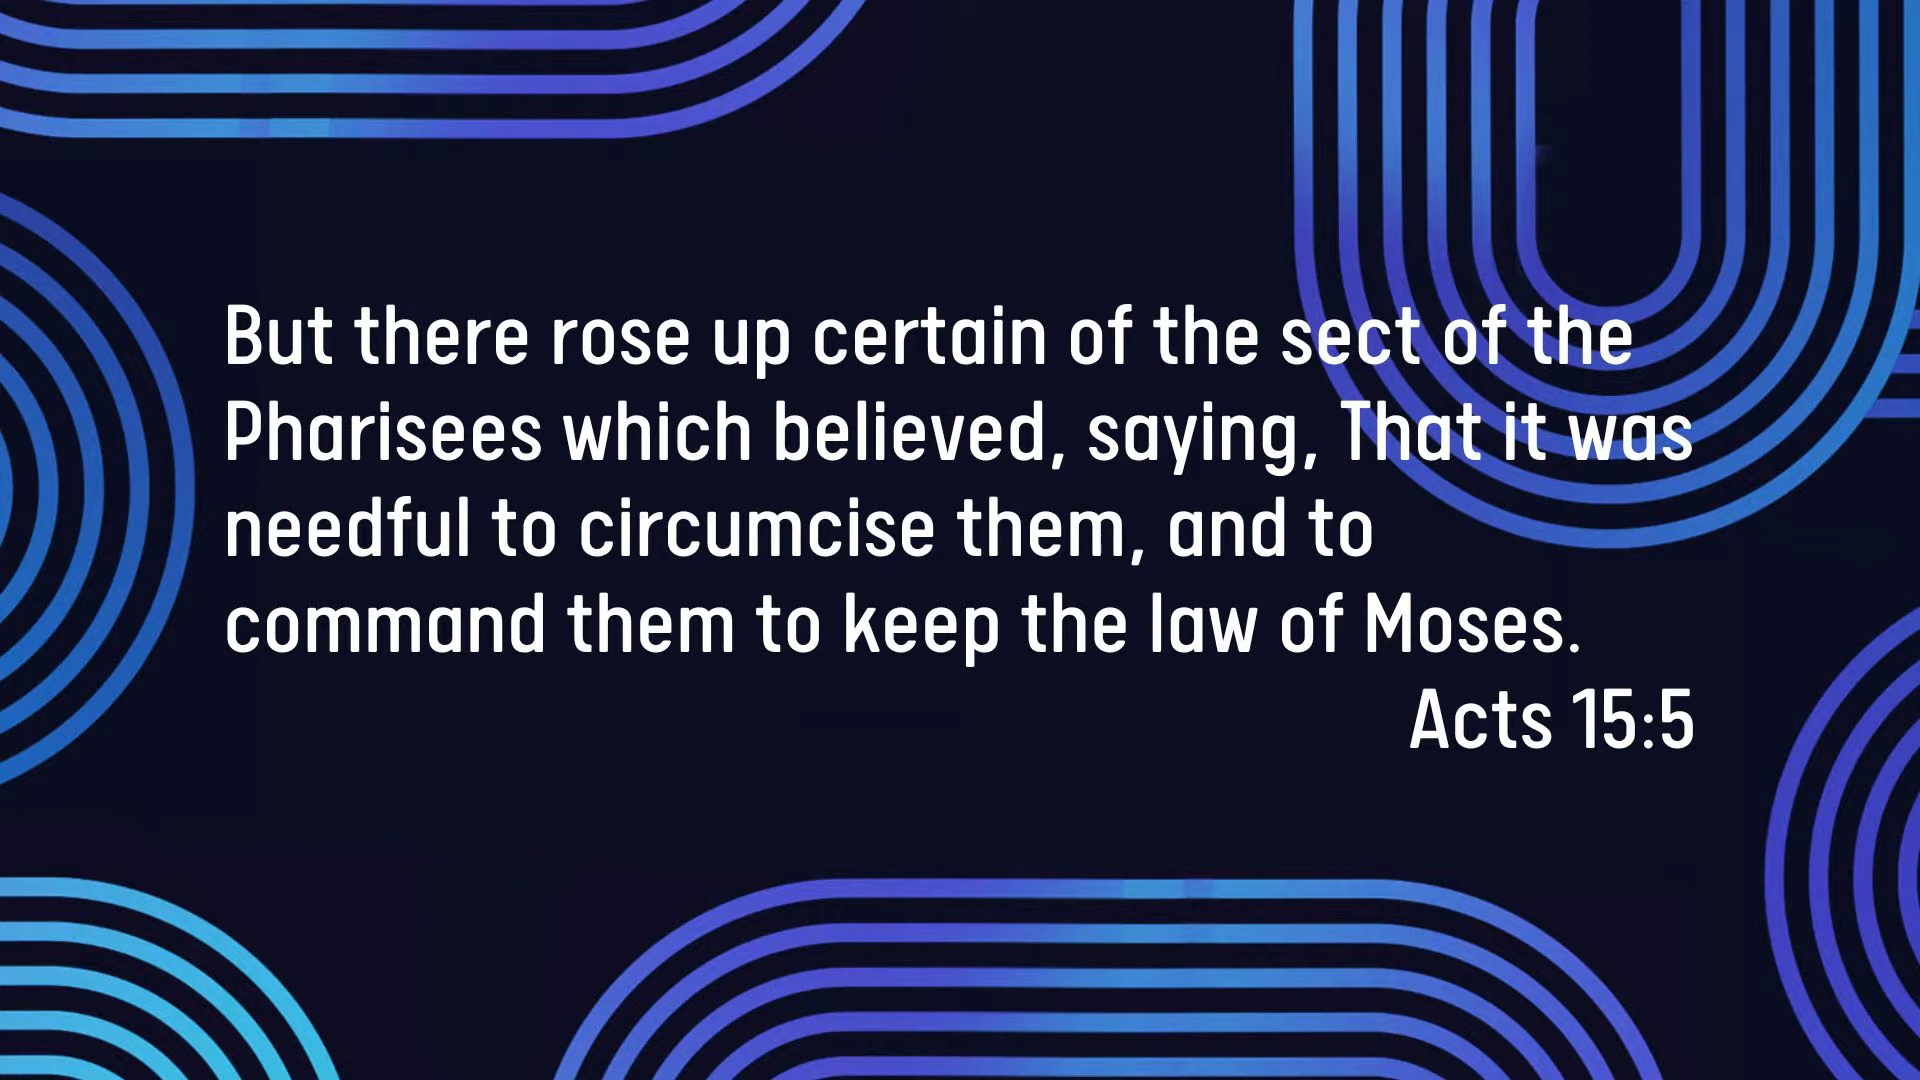 But there rose up certain of the sect of the
Pharisees which believed, saying, That it was
needful to circumcise them, and to
command them to keep the law of Moses.
Acts 15:5